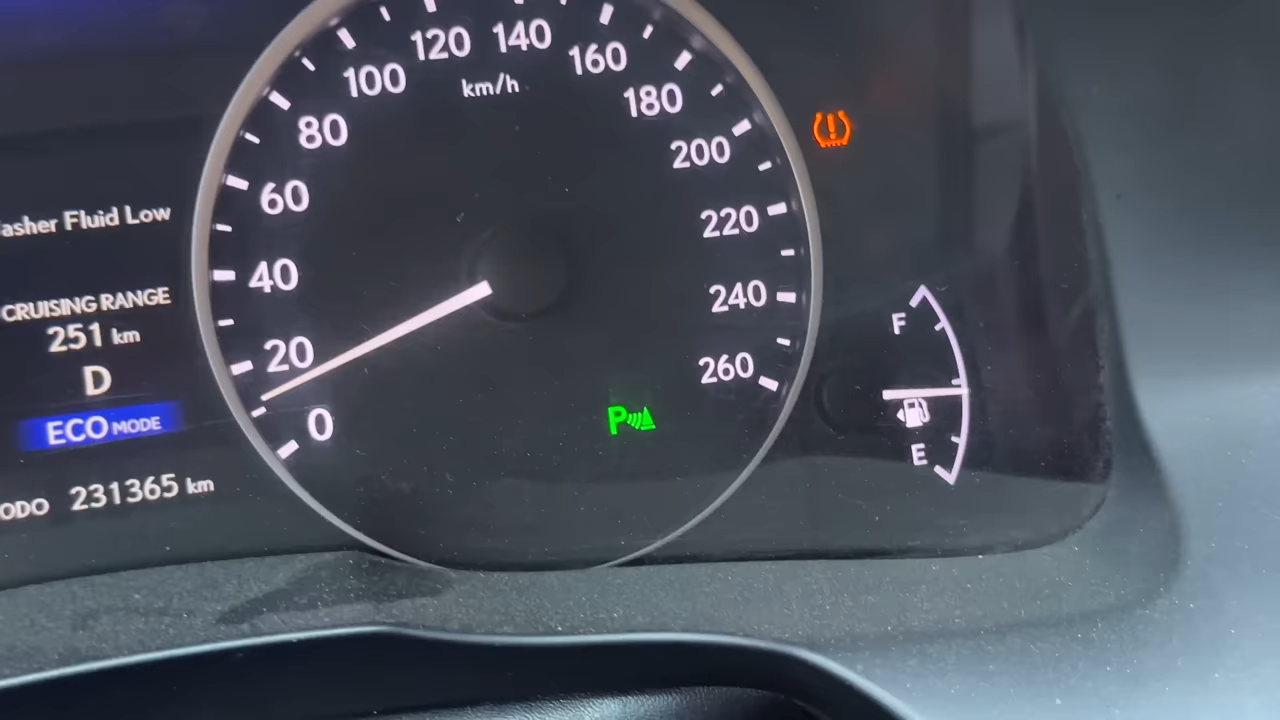 asher Fluid Low
CRUISING RANGE
251 km
D
ECO MODE
ODO 231365 km
0
20
40
60
80
100
120
140
160
180
200
220
240
260
km/h
P
F
E